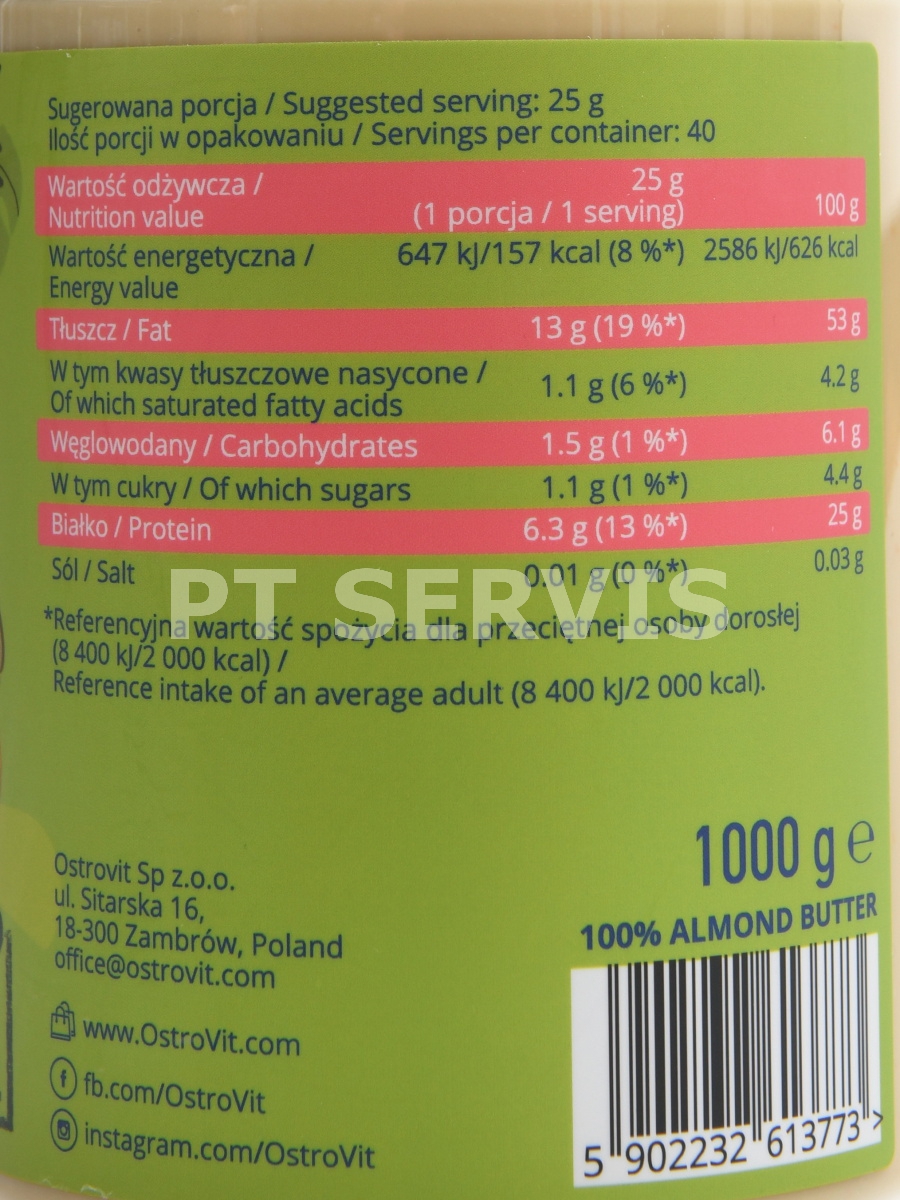 Sugerowana porcja / Suggested serving: 25 g
Ilość porcji w opakowaniu / Servings per container: 40
Wartość odżywcza / 25 g
Nutrition value (1 porcja / 1 serving) 100 g
Wartość energetyczna / 647 kJ/157 kcal (8 %*) 2586 kJ/626 kcal
Energy value
Tłuszcz / Fat 13 g (19 %*) 53 g
W tym kwasy tłuszczowe nasycone / 1.1 g (6 %*) 4.2 g
Of which saturated fatty acids
Węglowodany / Carbohydrates 1.5 g (1 %*) 6.1 g
W tym cukry / Of which sugars 1.1 g (1 %*) 4.4 g
Białko / Protein 6.3 g (13 %*) 25 g
Sól / Salt 0.01 g (0 %*) 0.03 g
PT SERVIS
*Referencyjna wartość spożycia dla przeciętnej osoby dorosłej
(8 400 kJ/2 000 kcal) /
Reference intake of an average adult (8 400 kJ/2 000 kcal).
1000 g e
100% ALMOND BUTTER
Ostrovit Sp z.o.o.
ul. Sitarska 16,
18-300 Zambrów, Poland
office@ostrovit.com
www.OstroVit.com
fb.com/OstroVit
instagram.com/OstroVit
5 902232 613773 >